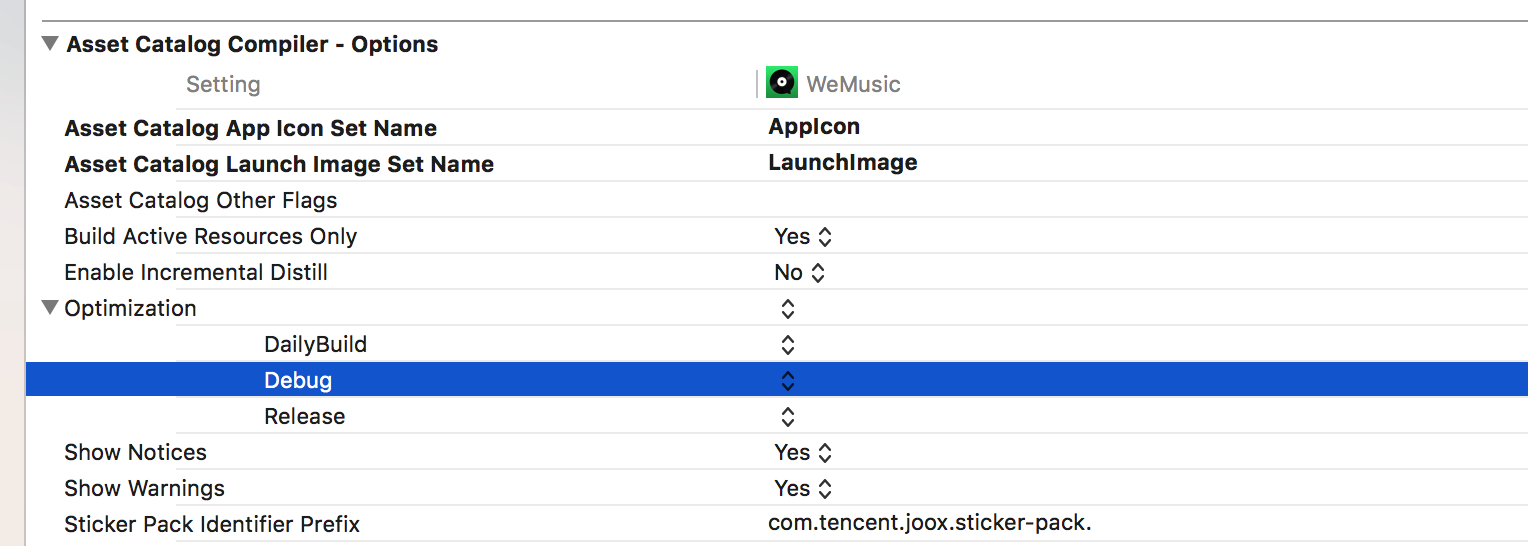 Asset Catalog Compiler - Options
Setting WeMusic
Asset Catalog App Icon Set Name AppIcon
Asset Catalog Launch Image Set Name LaunchImage
Asset Catalog Other Flags
Build Active Resources Only Yes
Enable Incremental Distill No
Optimization
DailyBuild
Debug
Release
Show Notices Yes
Show Warnings Yes
Sticker Pack Identifier Prefix com.tencent.joox.sticker-pack.